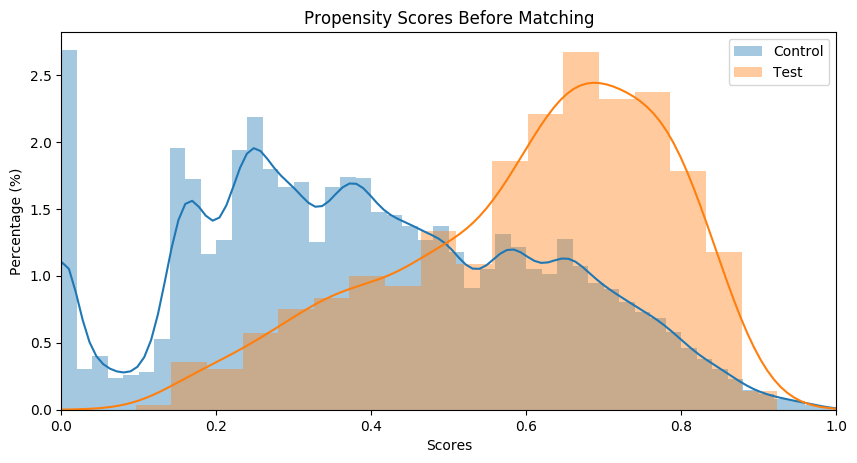 Propensity Scores Before Matching
Control
Test
Percentage (%)
2.5
2.0
1.5
1.0
0.5
0.0
0.0 0.2 0.4 0.6 0.8 1.0
Scores